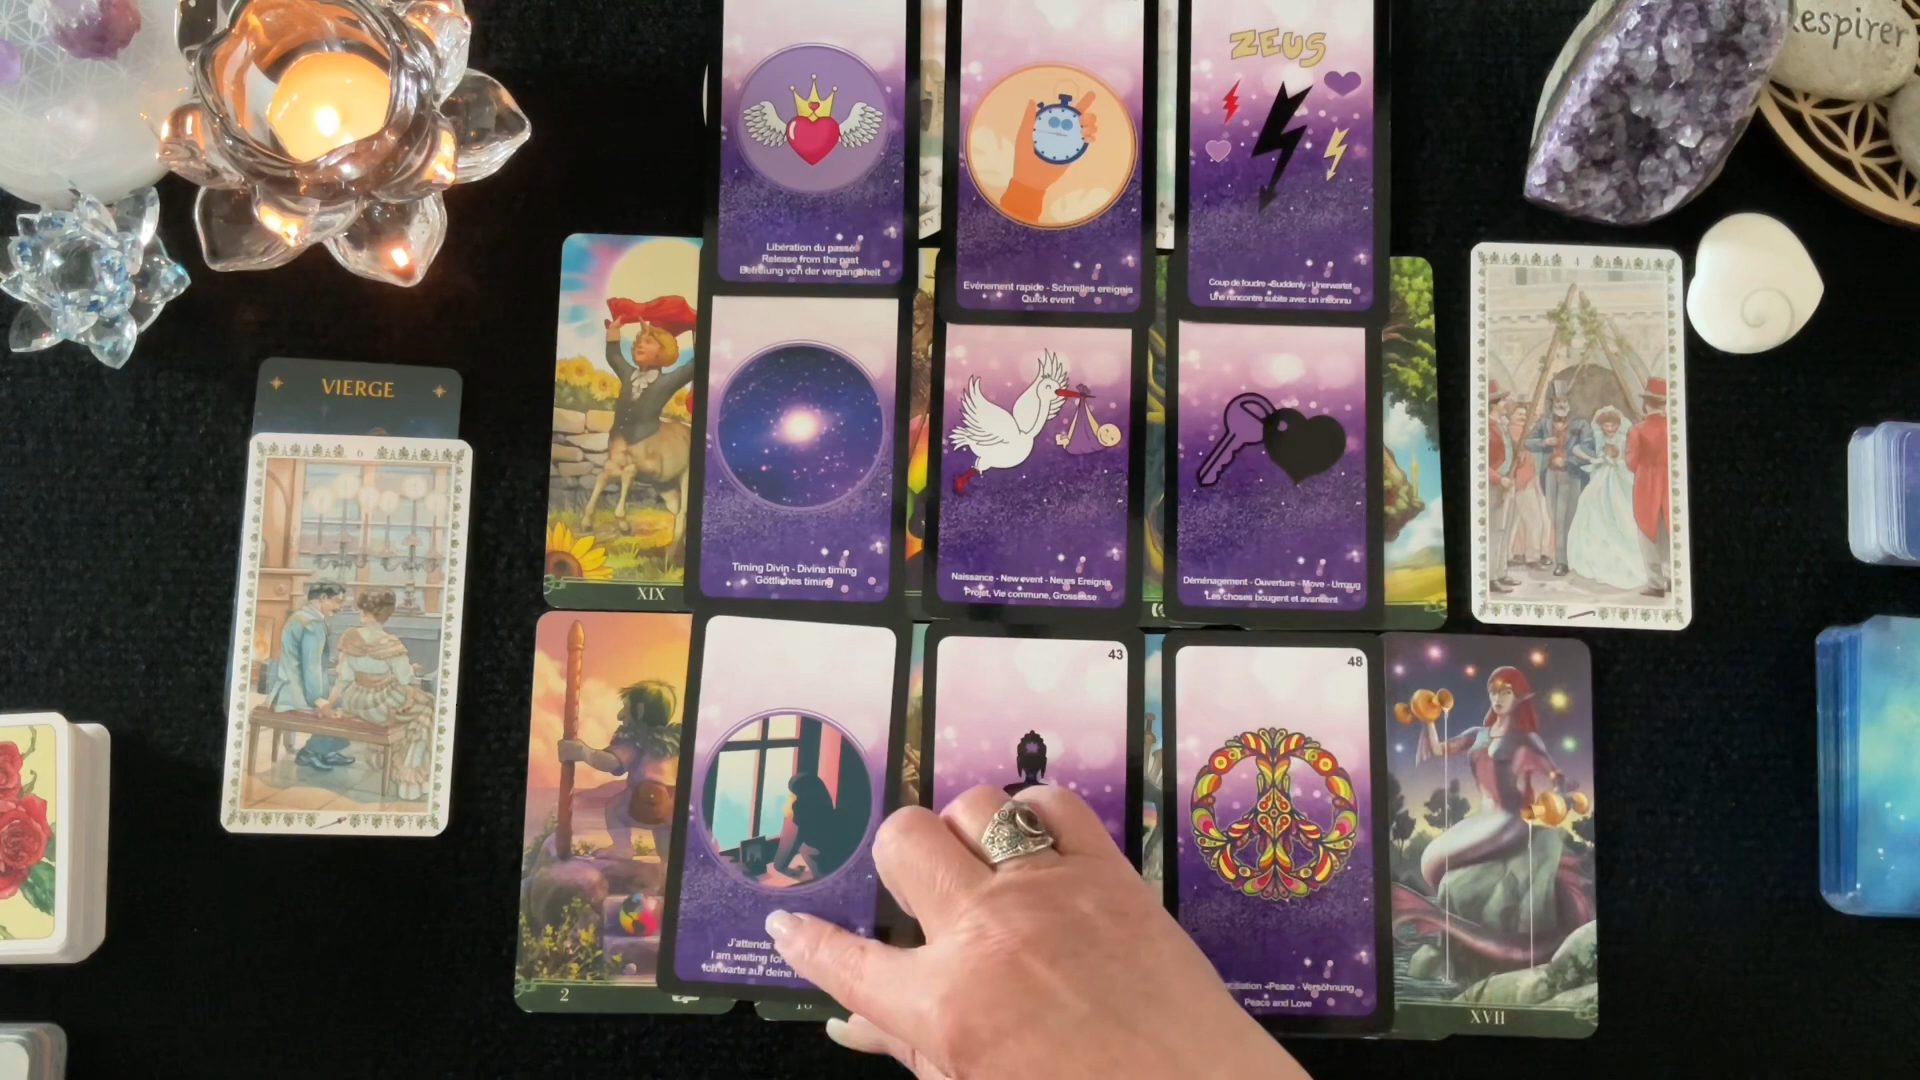 Respirer
ZEUS
Libération du passé
Release from the past
Befreiung von der vergangenheit
Evénement rapide - Schnelles ereignis
Quick event
Coup de foudre - Suddenly - Unerwartet
Une rencontre subite avec un inconnu
4
VIERGE
6
XIX
Timing Divin - Divine timing
Göttliches timing
Naissance - New event - Neues Ereignis
Projet, Vie commune, Grossesse
Déménagement - Ouverture - Move - Umzug
Les choses bougent et avancent
43
48
J'attends
I am waiting for
Ich warte auf deine
Peace - Versöhnung
Peace and Love
2
XVII